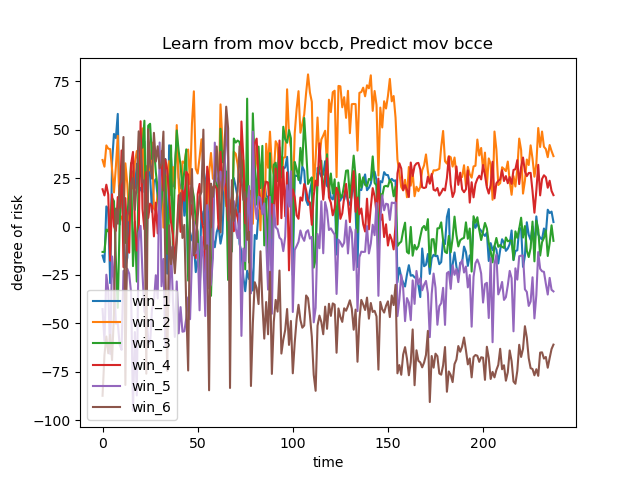 Learn from mov bccb, Predict mov bcce
degree of risk
75
50
25
0
−25
−50
−75
−100
win_1
win_2
win_3
win_4
win_5
win_6
0
50
100
150
200
time